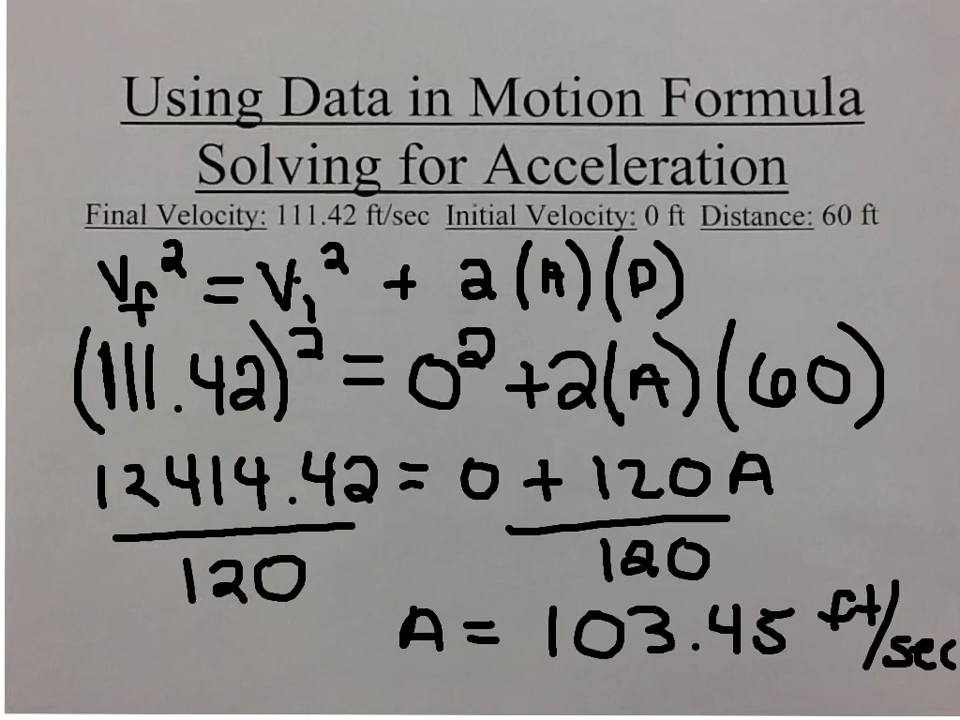 Using Data in Motion Formula
Solving for Acceleration
Final Velocity: 111.42 ft/sec Initial Velocity: 0 ft Distance: 60 ft
Vf² = Vi² + 2(A)(D)
(111.42)² = 0² + 2(A)(60)
12414.42 = 0 + 120A
120 120
A = 103.45 ft/sec